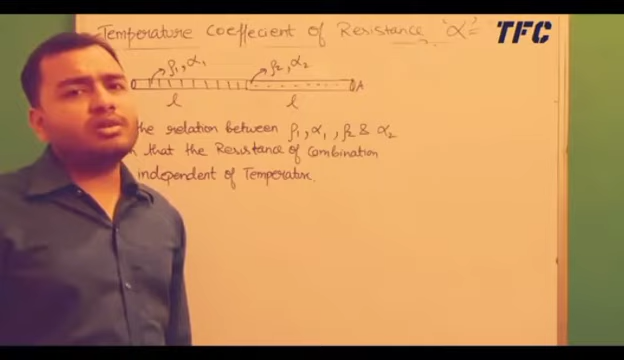 Temperature Coeffecient of Resistance 'α'=
TFC
ρ1, α1
ρ2, α2
A
l
l
the relation between ρ1, α1, ρ2 & α2
that the Resistance of Combination
independent of Temperature.